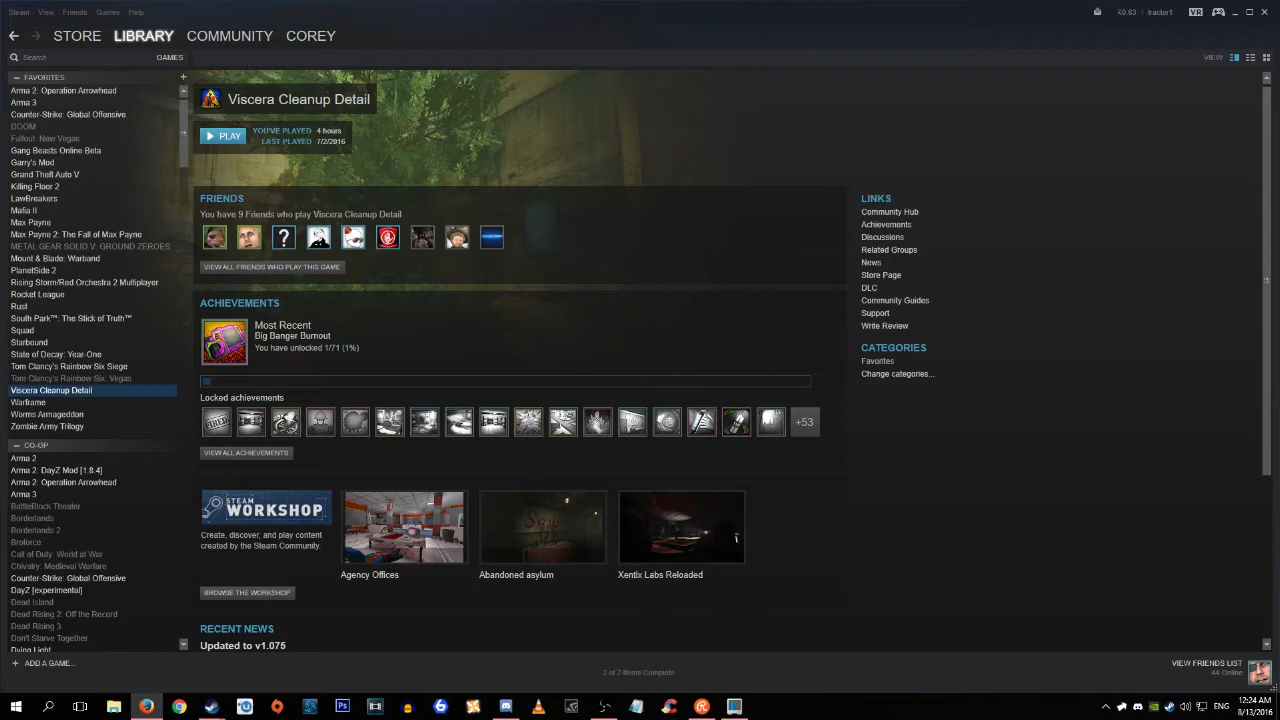 Steam View Friends Games Help
tractor1 VR
STORE LIBRARY COMMUNITY COREY
Search GAMES
VIEW
FAVORITES
Arma 2: Operation Arrowhead
Arma 3
Counter-Strike: Global Offensive
DOOM
Fallout: New Vegas
Gang Beasts Online Beta
Garry's Mod
Grand Theft Auto V
Killing Floor 2
LawBreakers
Mafia II
Max Payne
Max Payne 2: The Fall of Max Payne
METAL GEAR SOLID V: GROUND ZEROES
Mount & Blade: Warband
PlanetSide 2
Rising Storm/Red Orchestra 2 Multiplayer
Rocket League
Rust
South Park™: The Stick of Truth™
Squad
Starbound
State of Decay: Year-One
Tom Clancy's Rainbow Six Siege
Tom Clancy's Rainbow Six: Vegas
Viscera Cleanup Detail
Warframe
Worms Armageddon
Zombie Army Trilogy
CO-OP
Arma 2
Arma 2: DayZ Mod [1.8.4]
Arma 2: Operation Arrowhead
Arma 3
BattleBlock Theater
Borderlands
Borderlands 2
Broforce
Call of Duty: World at War
Chivalry: Medieval Warfare
Counter-Strike: Global Offensive
DayZ [experimental]
Dead Island
Dead Rising 2: Off the Record
Dead Rising 3
Don't Starve Together
Dying Light
ADD A GAME...
Viscera Cleanup Detail
PLAY
YOU'VE PLAYED 4 hours
LAST PLAYED 7/2/2016
FRIENDS
You have 9 Friends who play Viscera Cleanup Detail
?
VIEW ALL FRIENDS WHO PLAY THIS GAME
ACHIEVEMENTS
Most Recent
Big Banger Burnout
You have unlocked 1/71 (1%)
Locked achievements
+53
VIEW ALL ACHIEVEMENTS
STEAM
WORKSHOP
Create, discover, and play content
created by the Steam Community.
Agency Offices
Abandoned asylum
Xentix Labs Reloaded
BROWSE THE WORKSHOP
RECENT NEWS
Updated to v1.075
LINKS
Community Hub
Achievements
Discussions
Related Groups
News
Store Page
DLC
Community Guides
Support
Write Review
CATEGORIES
Favorites
Change categories...
2 of 2 Items Complete
VIEW FRIENDS LIST
44 Online
Ps
ENG
12:24 AM
8/13/2016